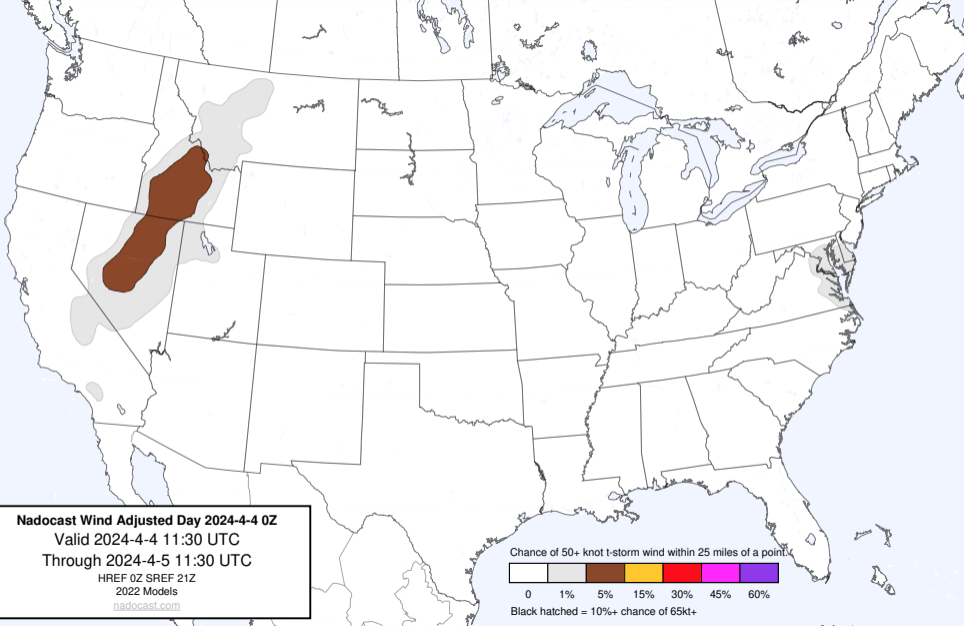 Nadocast Wind Adjusted Day 2024-4-4 0Z
Valid 2024-4-4 11:30 UTC
Through 2024-4-5 11:30 UTC
HREF 0Z SREF 21Z
2022 Models
nadocast.com
Chance of 50+ knot t-storm wind within 25 miles of a point.
0 1% 5% 15% 30% 45% 60%
Black hatched = 10%+ chance of 65kt+